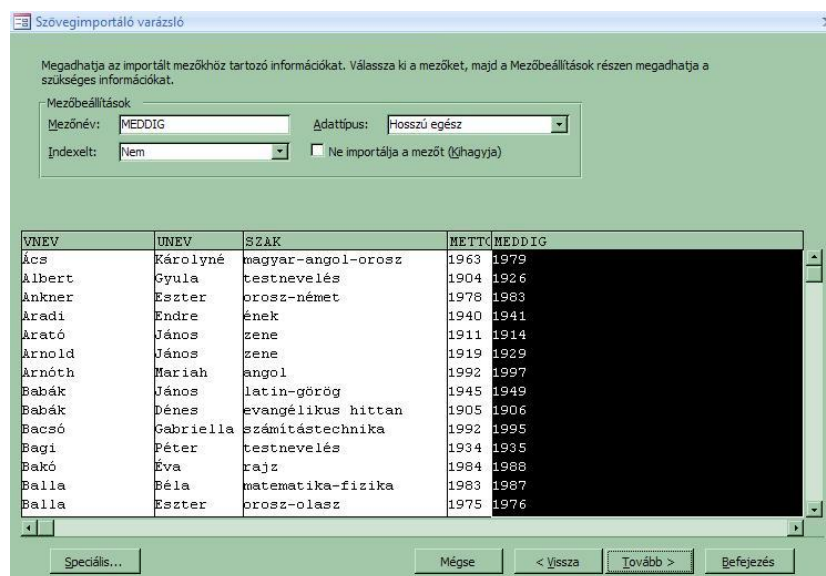 Szövegimportáló varázsló
Megadhatja az importált mezőkhöz tartozó információkat. Válassza ki a mezőket, majd a Mezőbeállítások részen megadhatja a
szükséges információkat.
Mezőbeállítások
Mezőnév: MEDDIG Adattípus: Hosszú egész
Indexelt: Nem Ne importálja a mezőt (Kihagyja)
VNEV UNEV SZAK METTO MEDDIG
Ács Károlyné magyar-angol-orosz 1963 1979
Albert Gyula testnevelés 1904 1926
Ankner Eszter orosz-német 1978 1983
Aradi Endre ének 1940 1941
Arató János zene 1911 1914
Arnold János zene 1919 1929
Arnóth Mariah angol 1992 1997
Babák János latin-görög 1945 1949
Babák Dénes evangélikus hittan 1905 1906
Bacsó Gabriella számítástechnika 1992 1995
Bagi Péter testnevelés 1934 1935
Bakó Éva rajz 1984 1988
Balla Béla matematika-fizika 1983 1987
Balla Eszter orosz-olasz 1975 1976
Speciális... Mégse < Vissza Tovább > Befejezés